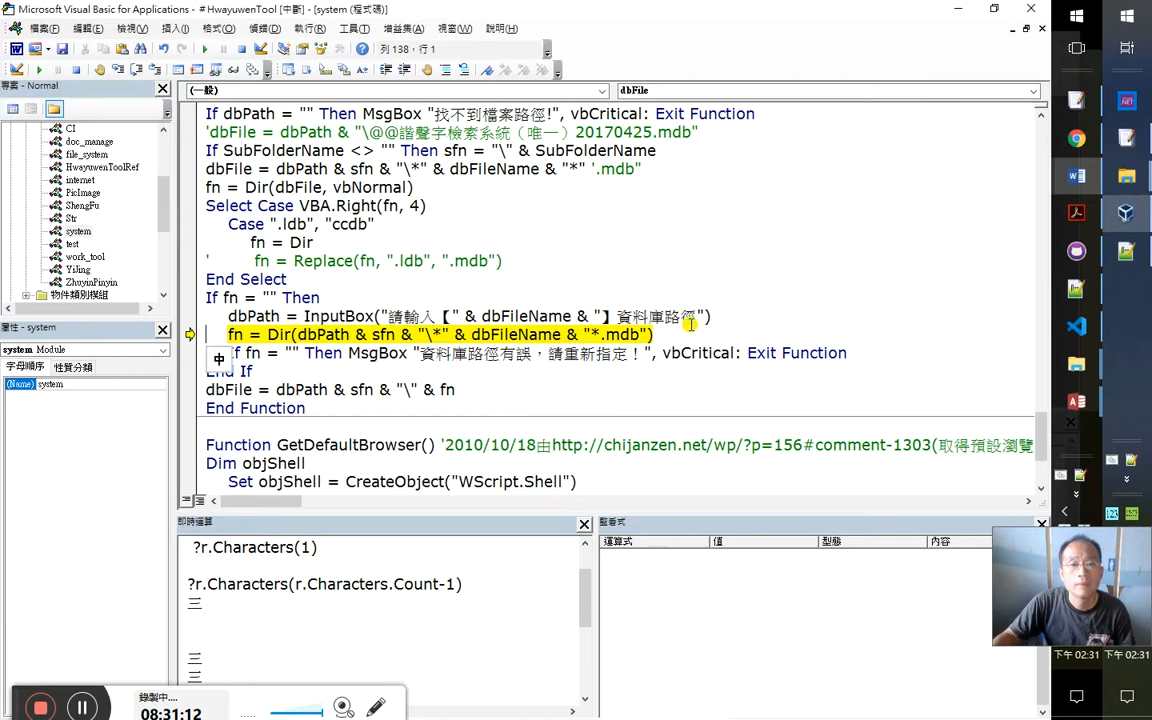 Microsoft Visual Basic for Applications - # HwayuwenTool [中斷] - [system (程式碼)]
檔案(F) 編輯(E) 檢視(V) 插入(I) 格式(O) 偵錯(D) 執行(R) 工具(T) 增益集(A) 視窗(W) 說明(H)
列 138，行 1
專案 - Normal
CI
doc_manage
file_system
HwayuwenToolRef
internet
PicImage
ShengFu
Str
system
test
work_tool
YiJing
ZhuyinPinyin
物件類別模組
屬性 - system
system Module
字母順序 性質分類
(Name) system
(一般) dbFile
If dbPath = "" Then MsgBox "找不到檔案路徑!", vbCritical: Exit Function
'dbFile = dbPath & "\@@諧聲字檢索系統（唯一）20170425.mdb"
If SubFolderName <> "" Then sfn = "\" & SubFolderName
dbFile = dbPath & sfn & "\*" & dbFileName & "*" '.mdb"
fn = Dir(dbFile, vbNormal)
Select Case VBA.Right(fn, 4)
Case ".ldb", "ccdb"
fn = Dir
' fn = Replace(fn, ".ldb", ".mdb")
End Select
If fn = "" Then
dbPath = InputBox("請輸入【" & dbFileName & "】資料庫路徑")
fn = Dir(dbPath & sfn & "\*" & dbFileName & "*.mdb")
中
If fn = "" Then MsgBox "資料庫路徑有誤，請重新指定！", vbCritical: Exit Function
End If
dbFile = dbPath & sfn & "\" & fn
End Function
Function GetDefaultBrowser() '2010/10/18由http://chijanzen.net/wp/?p=156#comment-1303(取得預設瀏覽
Dim objShell
Set objShell = CreateObject("WScript.Shell")
即時運算
?r.Characters(1)
?r.Characters(r.Characters.Count-1)
三
三
三
監看式
運算式 值 型態 內容
錄製中....
08:31:12
下午 02:31 下午 02:31